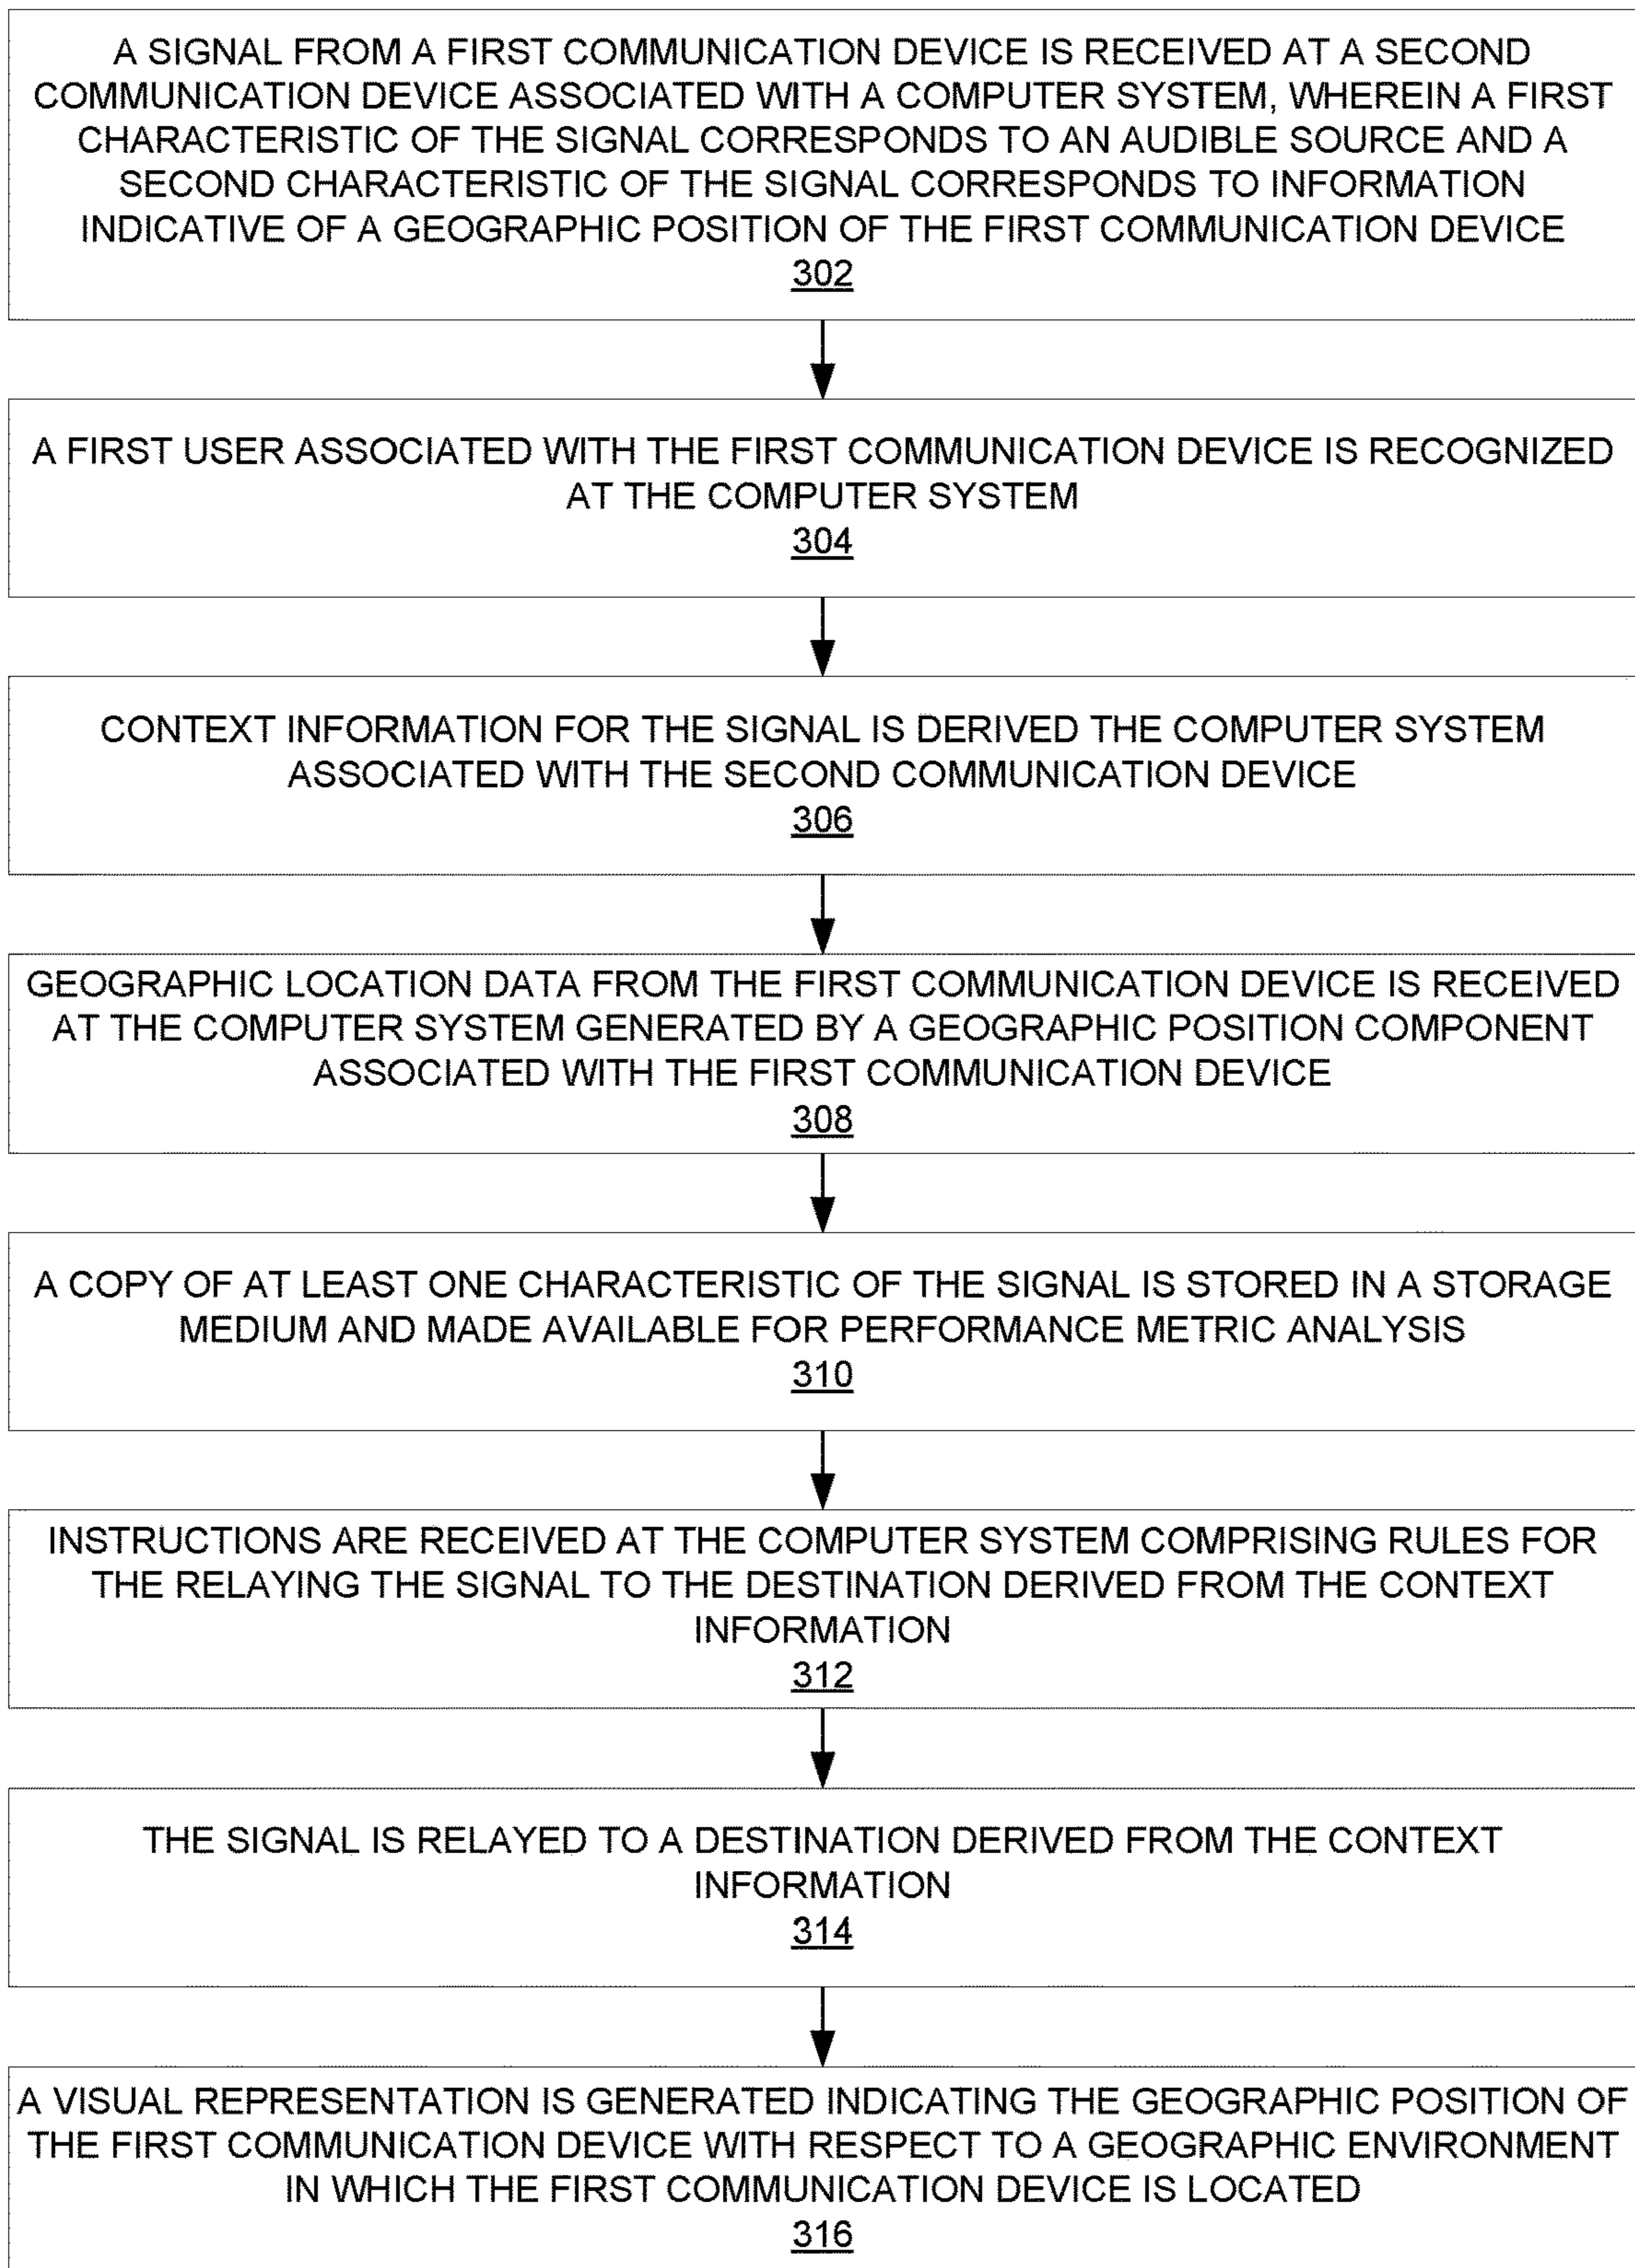 A SIGNAL FROM A FIRST COMMUNICATION DEVICE IS RECEIVED AT A SECOND
COMMUNICATION DEVICE ASSOCIATED WITH A COMPUTER SYSTEM, WHEREIN A FIRST
CHARACTERISTIC OF THE SIGNAL CORRESPONDS TO AN AUDIBLE SOURCE AND A
SECOND CHARACTERISTIC OF THE SIGNAL CORRESPONDS TO INFORMATION
INDICATIVE OF A GEOGRAPHIC POSITION OF THE FIRST COMMUNICATION DEVICE
302
A FIRST USER ASSOCIATED WITH THE FIRST COMMUNICATION DEVICE IS RECOGNIZED
AT THE COMPUTER SYSTEM
304
CONTEXT INFORMATION FOR THE SIGNAL IS DERIVED THE COMPUTER SYSTEM
ASSOCIATED WITH THE SECOND COMMUNICATION DEVICE
306
GEOGRAPHIC LOCATION DATA FROM THE FIRST COMMUNICATION DEVICE IS RECEIVED
AT THE COMPUTER SYSTEM GENERATED BY A GEOGRAPHIC POSITION COMPONENT
ASSOCIATED WITH THE FIRST COMMUNICATION DEVICE
308
A COPY OF AT LEAST ONE CHARACTERISTIC OF THE SIGNAL IS STORED IN A STORAGE
MEDIUM AND MADE AVAILABLE FOR PERFORMANCE METRIC ANALYSIS
310
INSTRUCTIONS ARE RECEIVED AT THE COMPUTER SYSTEM COMPRISING RULES FOR
THE RELAYING THE SIGNAL TO THE DESTINATION DERIVED FROM THE CONTEXT
INFORMATION
312
THE SIGNAL IS RELAYED TO A DESTINATION DERIVED FROM THE CONTEXT
INFORMATION
314
A VISUAL REPRESENTATION IS GENERATED INDICATING THE GEOGRAPHIC POSITION OF
THE FIRST COMMUNICATION DEVICE WITH RESPECT TO A GEOGRAPHIC ENVIRONMENT
IN WHICH THE FIRST COMMUNICATION DEVICE IS LOCATED
316